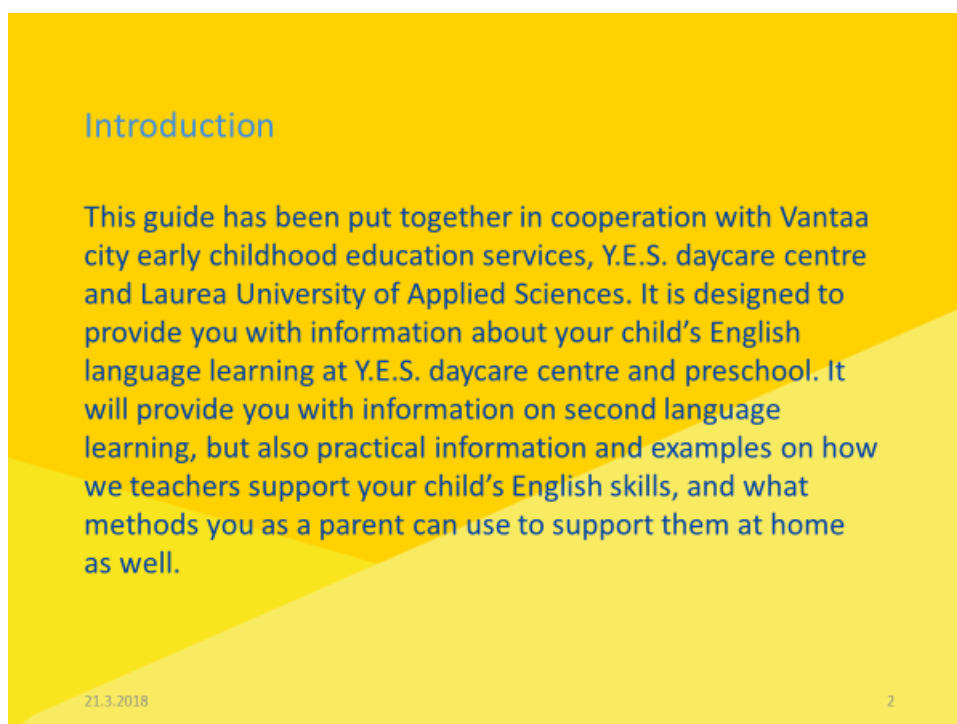 Introduction
This guide has been put together in cooperation with Vantaa
city early childhood education services, Y.E.S. daycare centre
and Laurea University of Applied Sciences. It is designed to
provide you with information about your child’s English
language learning at Y.E.S. daycare centre and preschool. It
will provide you with information on second language
learning, but also practical information and examples on how
we teachers support your child’s English skills, and what
methods you as a parent can use to support them at home
as well.
21.3.2018 2